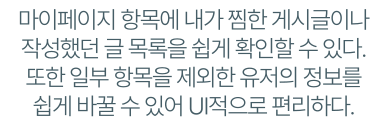 마이페이지 항목에 내가 찜한 게시글이나
작성했던 글 목록을 쉽게 확인할 수 있다.
또한 일부 항목을 제외한 유저의 정보를
쉽게 바꿀 수 있어 UI적으로 편리하다.